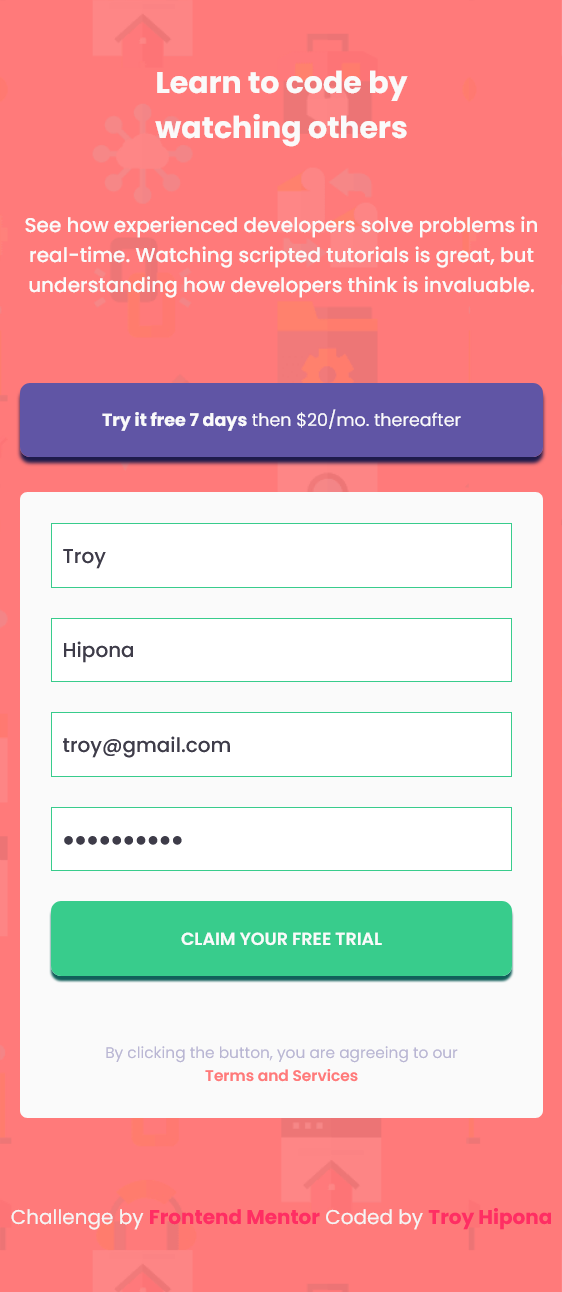 Learn to code by
watching others
See how experienced developers solve problems in
real-time. Watching scripted tutorials is great, but
understanding how developers think is invaluable.
Try it free 7 days then $20/mo. thereafter
Troy
Hipona
troy@gmail.com
●●●●●●●●●●
CLAIM YOUR FREE TRIAL
By clicking the button, you are agreeing to our
Terms and Services
Challenge by Frontend Mentor Coded by Troy Hipona